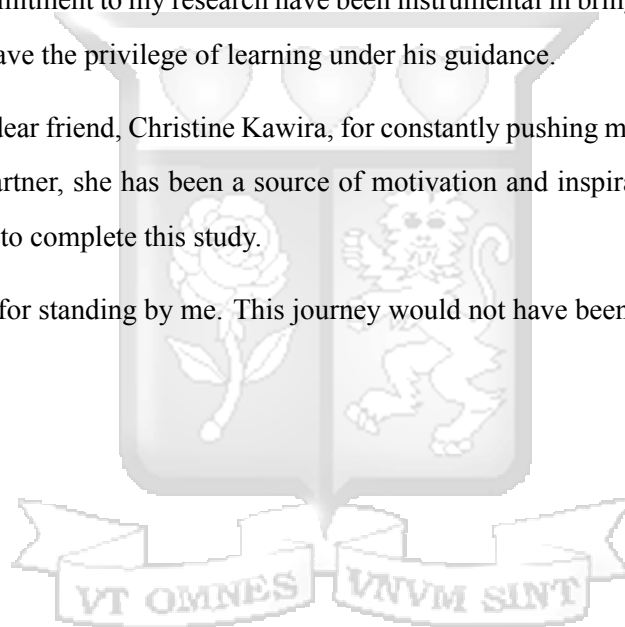 mitment to my research have been instrumental in brin
ave the privilege of learning under his guidance.
dear friend, Christine Kawira, for constantly pushing m
artner, she has been a source of motivation and inspira
to complete this study.
for standing by me. This journey would not have been
VT OMNES VNVM SINT